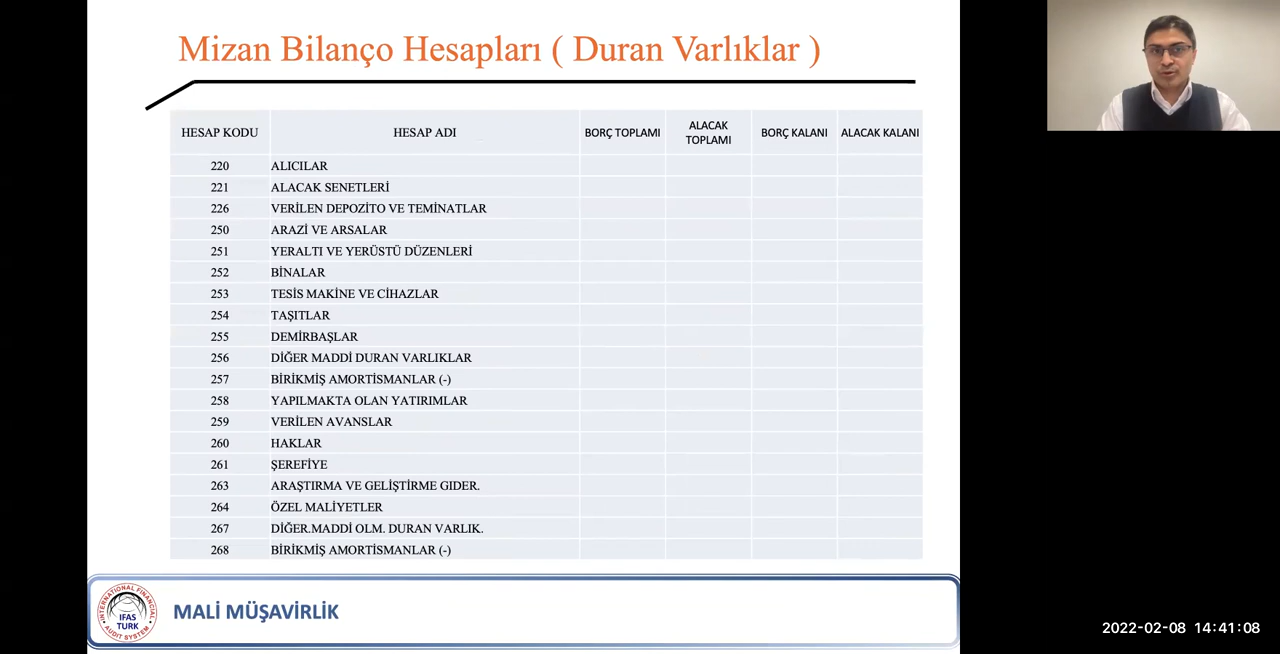 Mizan Bilanço Hesapları ( Duran Varlıklar )
HESAP KODU HESAP ADI BORÇ TOPLAMI ALACAK TOPLAMI BORÇ KALANI ALACAK KALANI
220 ALICILAR
221 ALACAK SENETLERİ
226 VERİLEN DEPOZİTO VE TEMİNATLAR
250 ARAZİ VE ARSALAR
251 YERALTI VE YERÜSTÜ DÜZENLERİ
252 BİNALAR
253 TESİS MAKİNE VE CİHAZLAR
254 TAŞITLAR
255 DEMİRBAŞLAR
256 DİĞER MADDİ DURAN VARLIKLAR
257 BİRİKMİŞ AMORTİSMANLAR (-)
258 YAPILMAKTA OLAN YATIRIMLAR
259 VERİLEN AVANSLAR
260 HAKLAR
261 ŞEREFİYE
263 ARAŞTIRMA VE GELİŞTİRME GIDER.
264 ÖZEL MALİYETLER
267 DİĞER.MADDİ OLM. DURAN VARLIK.
268 BİRİKMİŞ AMORTİSMANLAR (-)
INTERNATIONAL FINANCIAL
IFAS
TURK
AUDIT SYSTEM
MALİ MÜŞAVİRLİK
2022-02-08 14:41:08